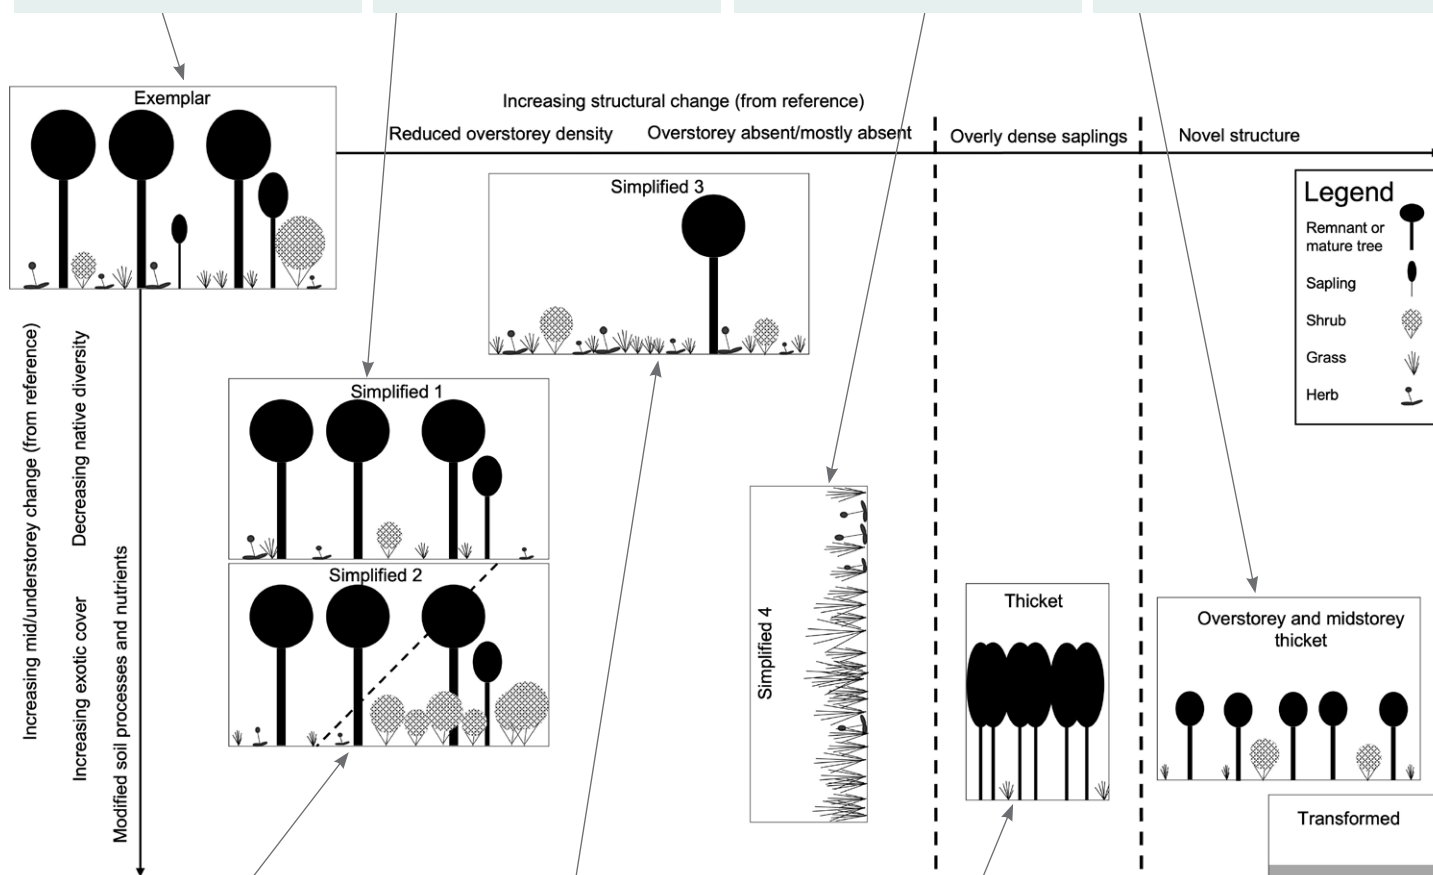 Exemplar
Increasing structural change (from reference)
Reduced overstorey density
Overstorey absent/mostly absent
Overly dense saplings
Novel structure
Simplified 3
Legend
Remnant or
mature tree
Sapling
Shrub
Grass
Herb
Increasing mid/understorey change (from reference)
Decreasing native diversity
Increasing exotic cover
Modified soil processes and nutrients
Simplified 1
Simplified 2
Simplified 4
Thicket
Overstorey and midstorey
thicket
Transformed